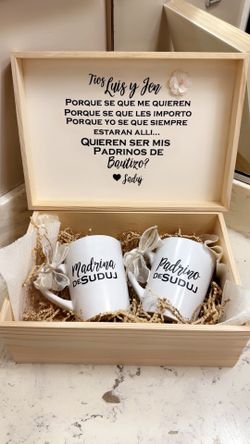 Tios Luis y Jen
Porque se que me quieren
Porque se que les importo
Porque yo se que siempre
estaran alli...
Quieren ser mis
Padrinos de
Bautizo?
♥ Saduj
Madrina
de Suduj
Padrino
de Suduj